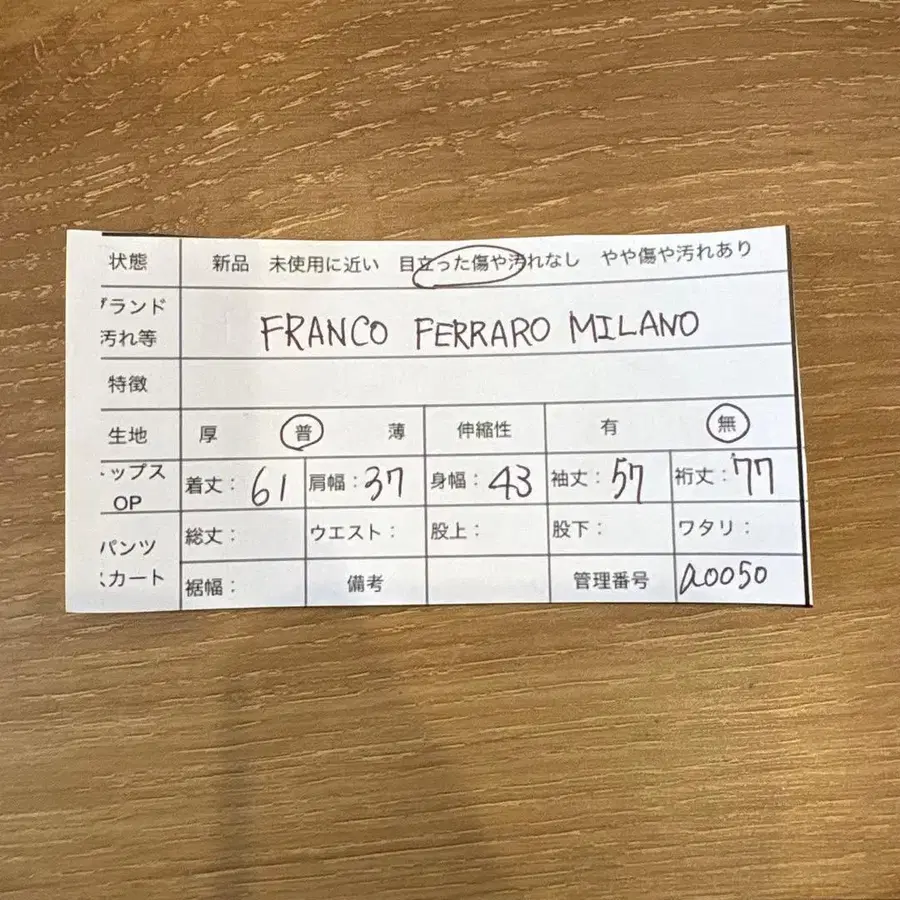 状態 新品 未使用に近い 目立った傷や汚れなし やや傷や汚れあり
ランド
汚れ等 FRANCO FERRARO MILANO
特徴
生地 厚 普 薄 伸縮性 有 無
ップス
OP 着丈: 61 肩幅: 37 身幅: 43 袖丈: 57 裄丈: 77
パンツ 総丈: ウエスト: 股上: 股下: ワタリ:
カート 裾幅: 備考 管理番号 a0050